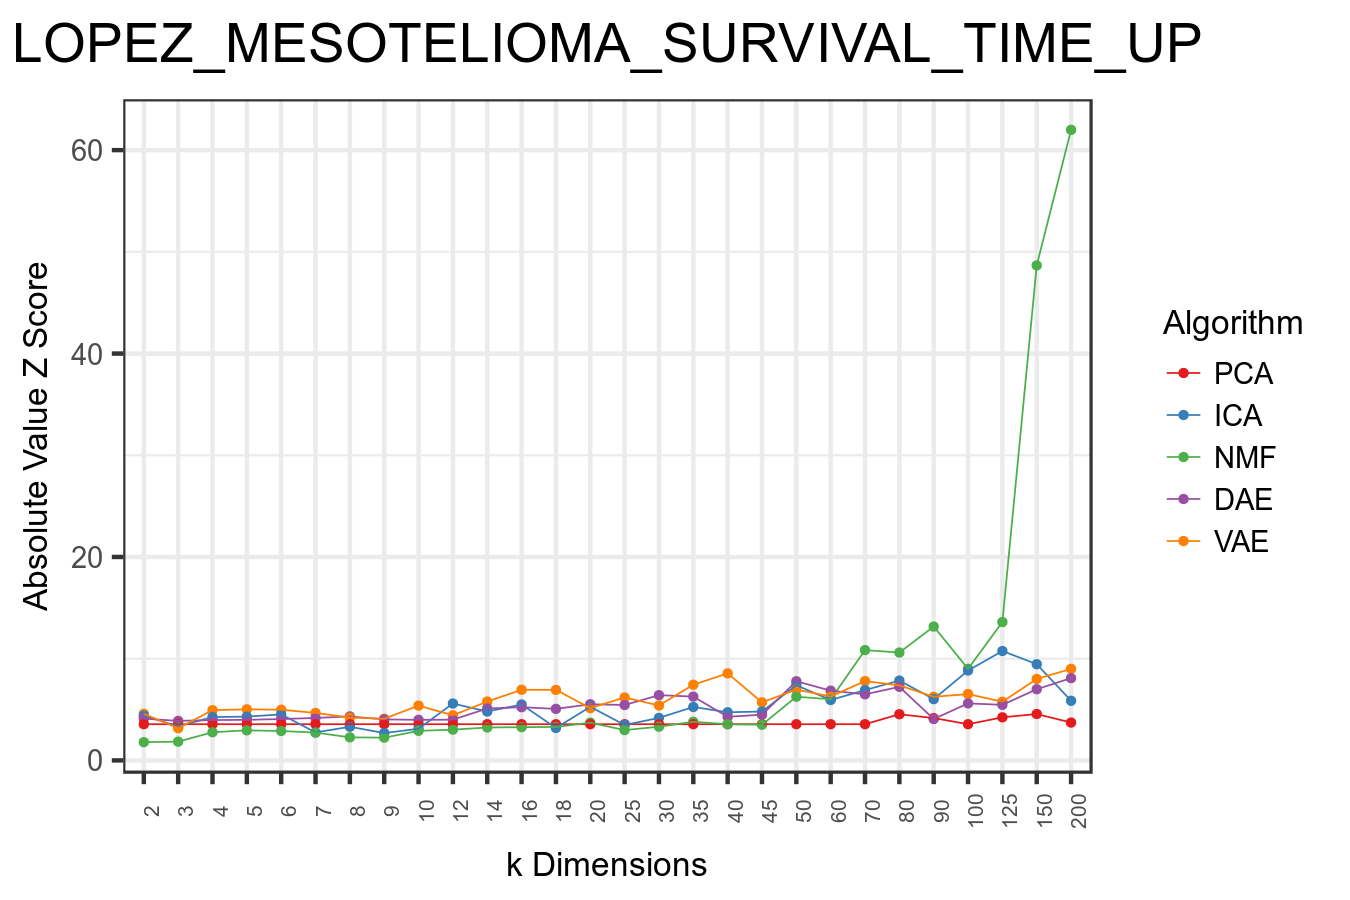 LOPEZ_MESOTELIOMA_SURVIVAL_TIME_UP
Absolute Value Z Score
60
40
20
0
2 3 4 5 6 7 8 9 10 12 14 16 18 20 25 30 35 40 45 50 60 70 80 90 100 125 150 200
k Dimensions
Algorithm
PCA
ICA
NMF
DAE
VAE